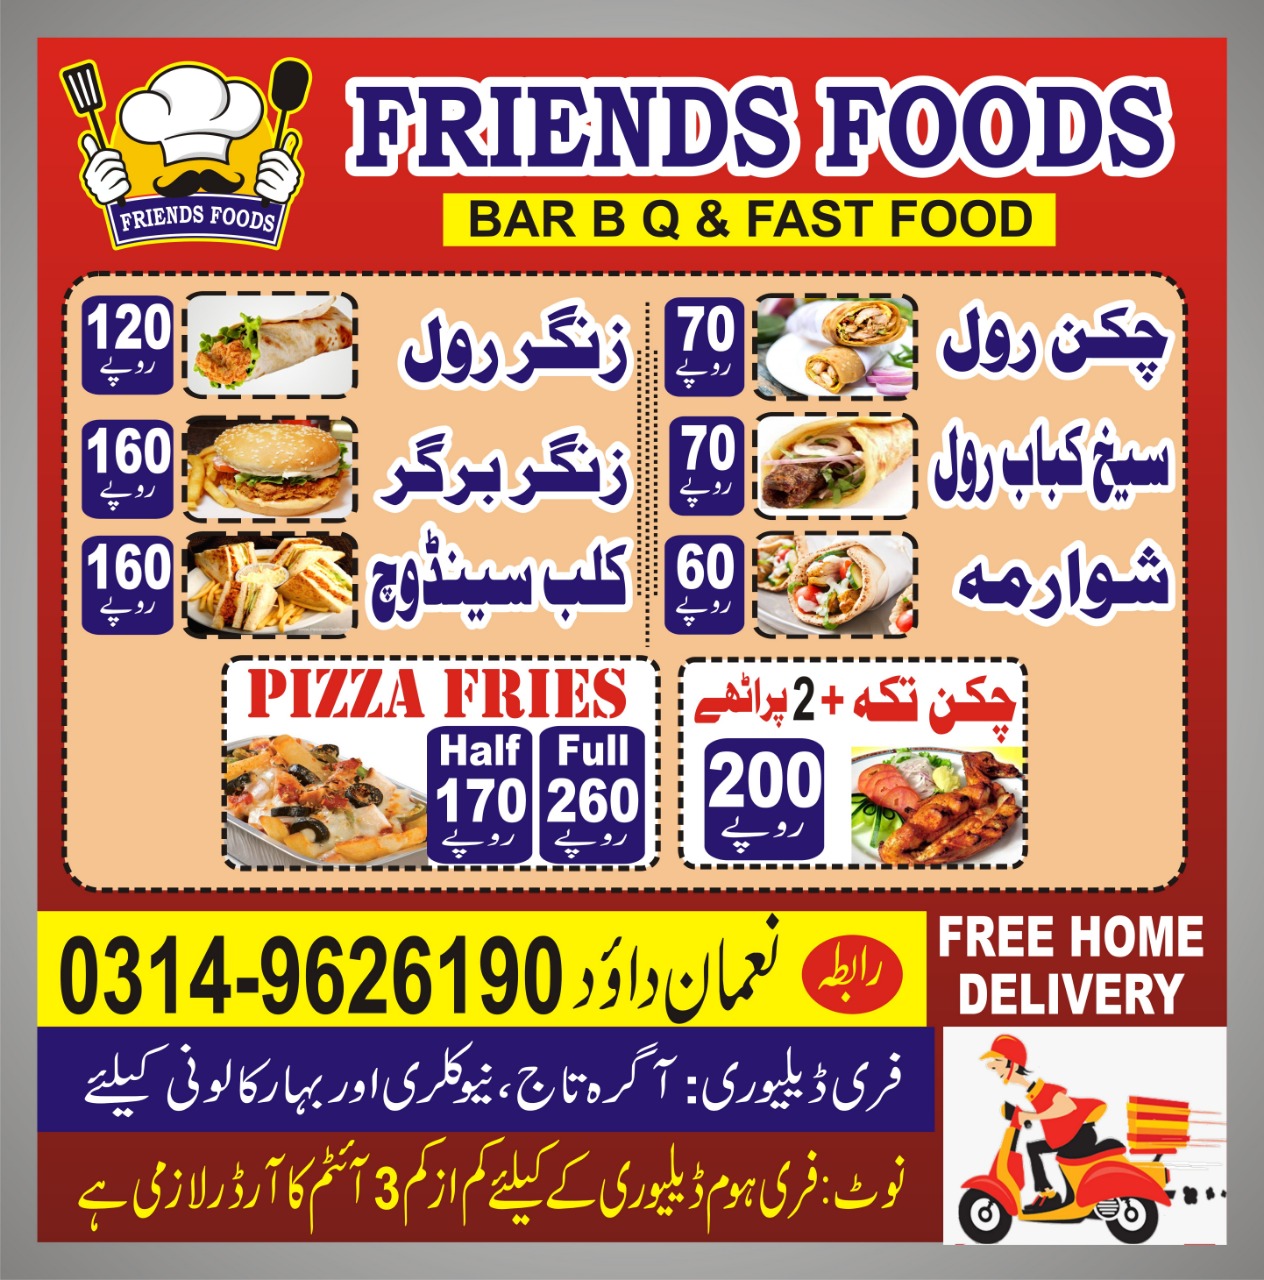 FRIENDS FOODS
FRIENDS FOODS
BAR B Q & FAST FOOD
چکن رول
70
روپے
زنگر رول
120
روپے
سیخ کباب رول
70
روپے
زنگر برگر
160
روپے
شوارمہ
60
روپے
کلب سینڈوچ
160
روپے
چکن تکہ + 2 پراٹھے
200
روپے
PIZZA FRIES
Half
170
روپے
Full
260
روپے
رابطہ نعمان داؤد 0314-9626190
FREE HOME
DELIVERY
فری ڈیلیوری: آگرہ تاج، نیو کلری اور بہار کالونی کیلئے
نوٹ: فری ہوم ڈیلیوری کے کیلئے کم از کم 3 آئٹم کا آرڈر لازمی ہے